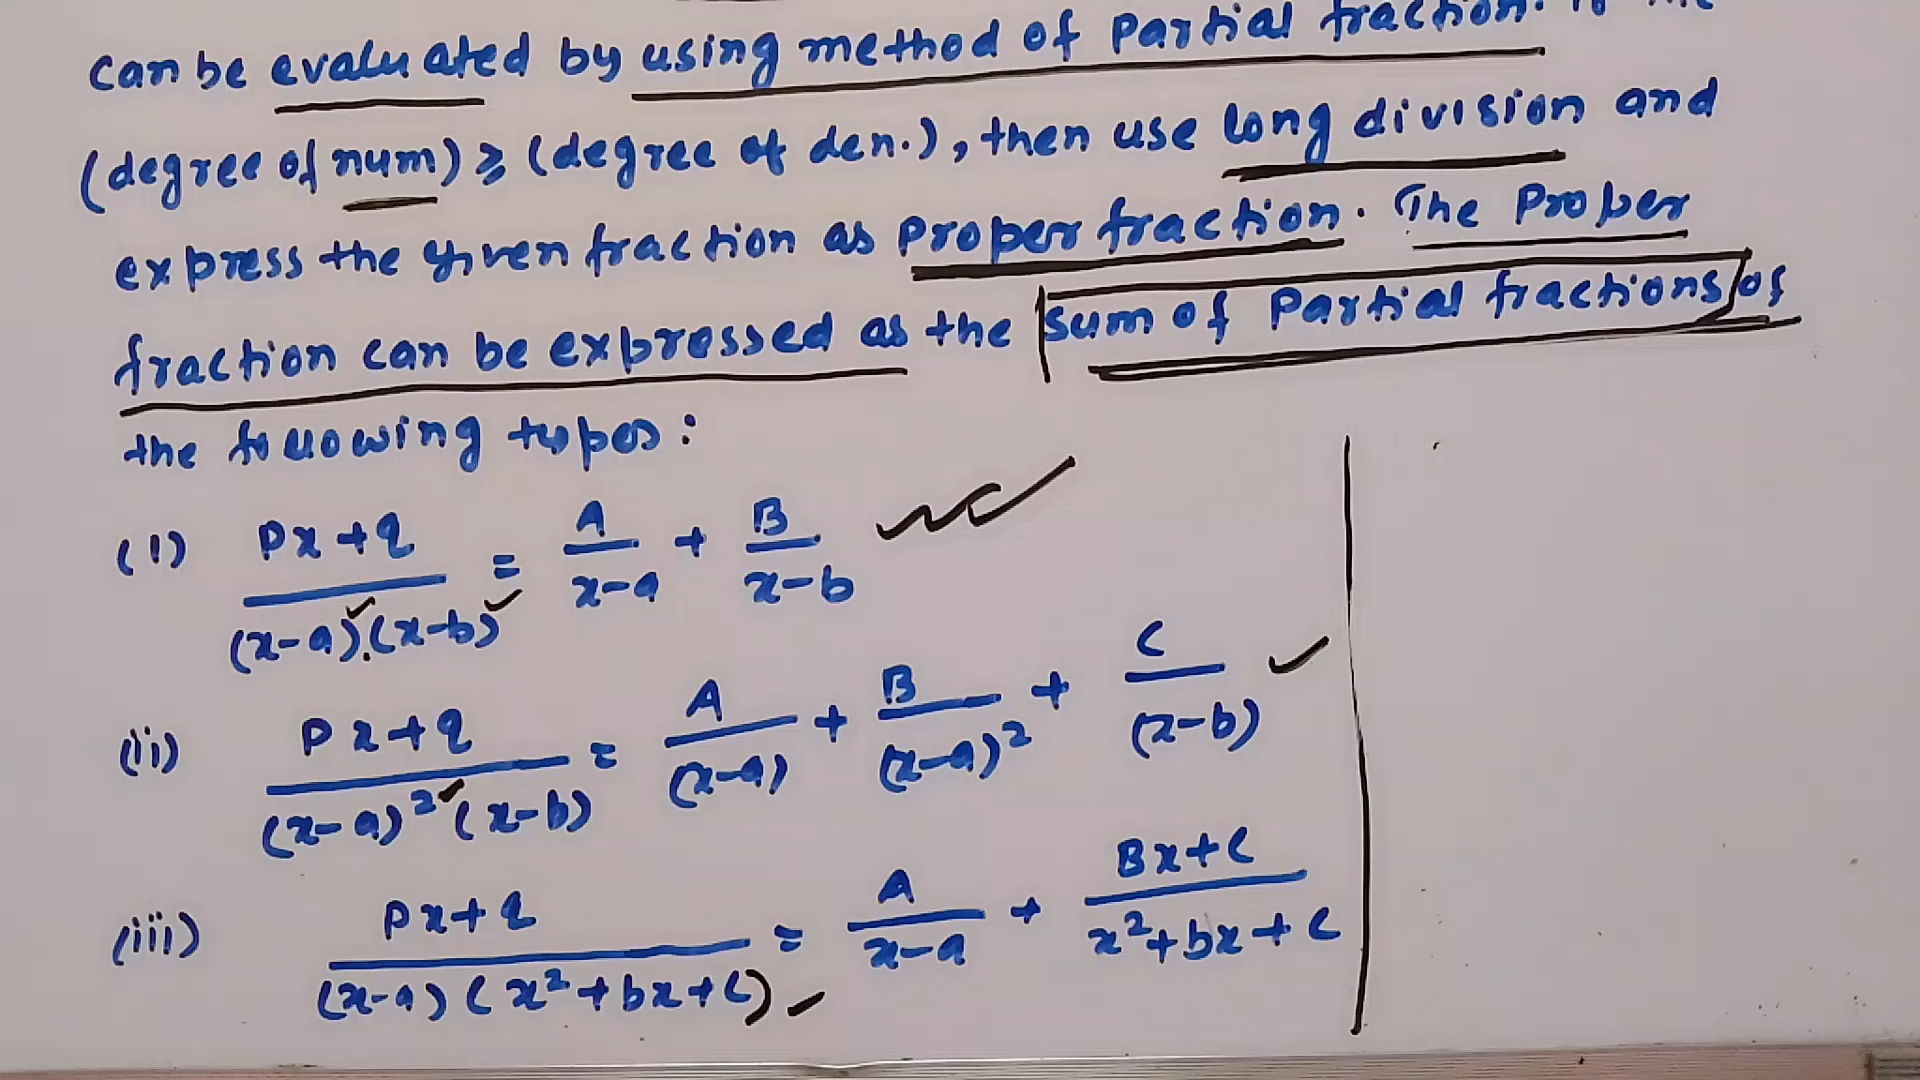 can be evaluated by using method of Partial fraction. If the
(degree of num) ≥ (degree of den.), then use long division and
express the given fraction as Proper fraction. The Proper
fraction can be expressed as the sum of Partial fractions of
the following types:
(i) Px+q/(x-a).(x-b) = A/x-a + B/x-b
(ii) Px+q/(x-a)²(x-b) = A/(x-a) + B/(x-a)² + C/(x-b)
(iii) Px+q/(x-a)(x²+bx+c) = A/x-a + Bx+C/x²+bx+c